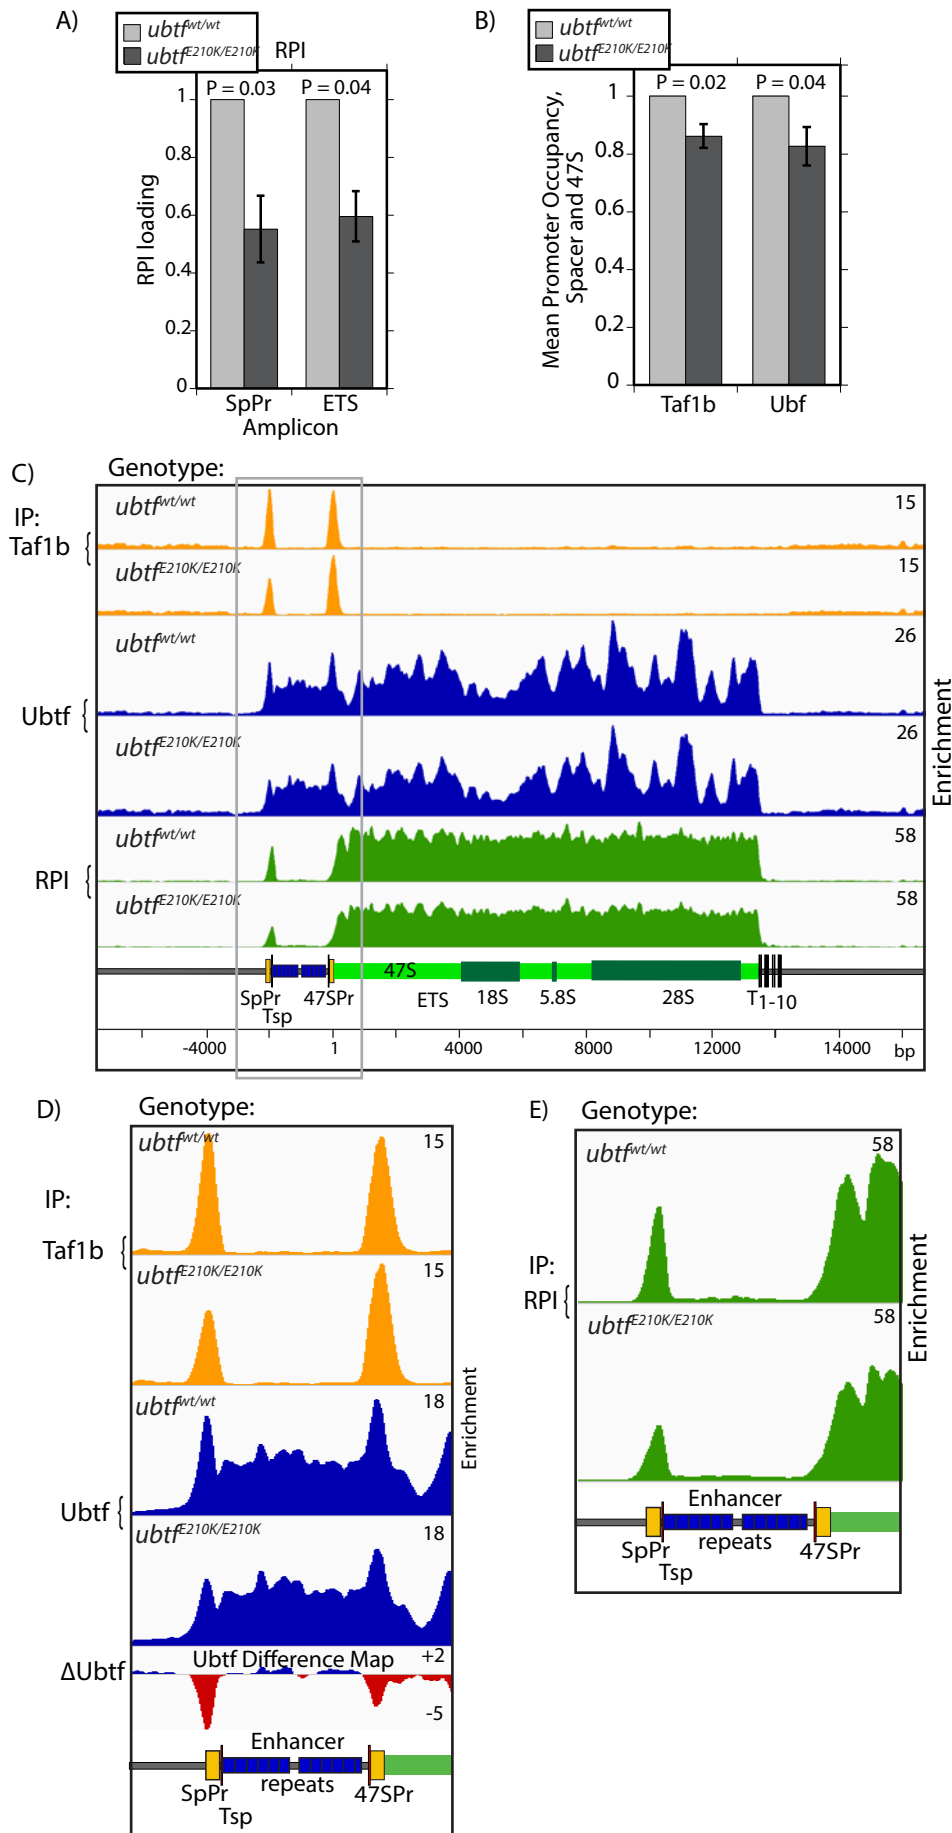 A)
ubtf wt/wt
ubtf E210K/E210K
RPI
P = 0.03 P = 0.04
1
0.8
0.6
0.4
0.2
0
RPI loading
SpPr ETS
Amplicon
B)
ubtf wt/wt
ubtf E210K/E210K
P = 0.02 P = 0.04
1
0.8
0.6
0.4
0.2
0
Mean Promoter Occupancy,
Spacer and 47S
Taf1b Ubf
C)
Genotype:
IP:
Taf1b {
ubtf wt/wt 15
ubtf E210K/E210K 15
Ubtf {
ubtf wt/wt 26
ubtf E210K/E210K 26
RPI {
ubtf wt/wt 58
ubtf E210K/E210K 58
Enrichment
47S
SpPr 47SPr ETS 18S 5.8S 28S T1-10
Tsp
-4000 1 4000 8000 12000 14000 bp
D)
Genotype:
IP:
Taf1b {
ubtf wt/wt 15
ubtf E210K/E210K 15
Ubtf {
ubtf wt/wt 18
ubtf E210K/E210K 18
Enrichment
ΔUbtf
Ubtf Difference Map +2
-5
Enhancer
repeats
SpPr 47SPr
Tsp
E)
Genotype:
IP:
RPI {
ubtf wt/wt 58
ubtf E210K/E210K 58
Enrichment
Enhancer
repeats
SpPr 47SPr
Tsp